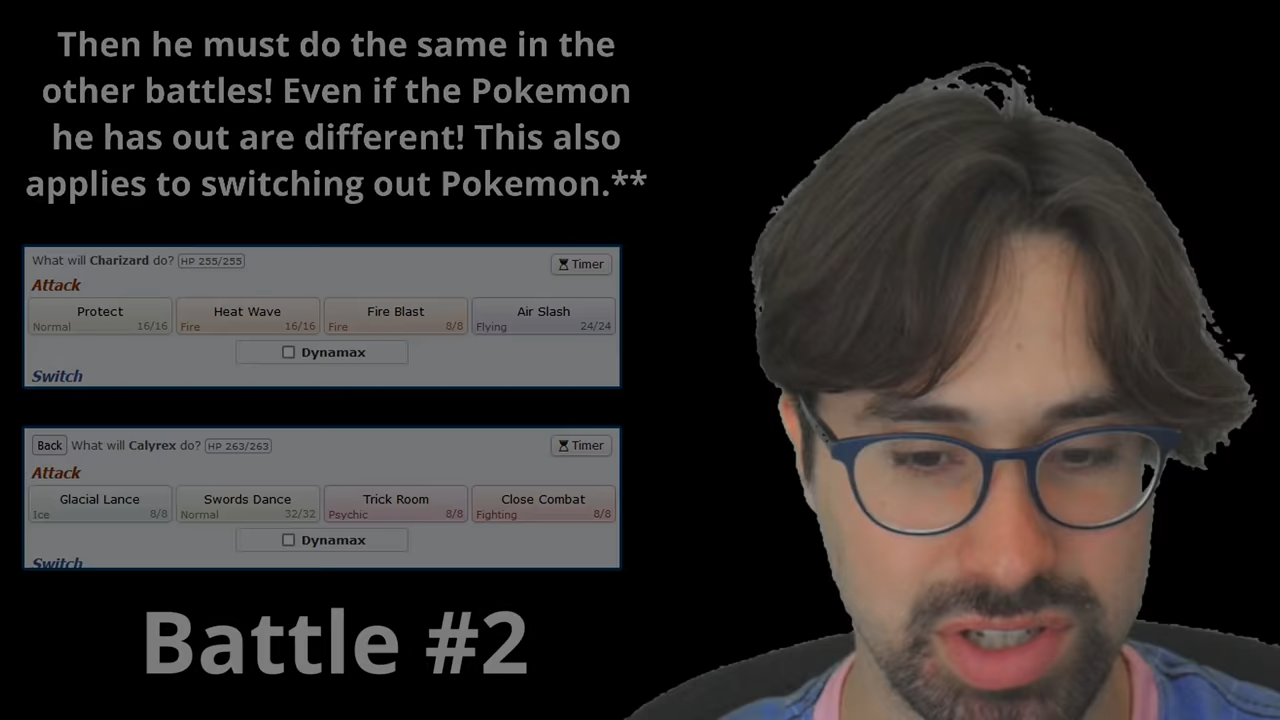 Then he must do the same in the
other battles! Even if the Pokemon
he has out are different! This also
applies to switching out Pokemon.**
What will Charizard do? HP 255/255
Timer
Attack
Protect Heat Wave Fire Blast Air Slash
Normal 16/16 Fire 16/16 Fire 8/8 Flying 24/24
Dynamax
Switch
Back What will Calyrex do? HP 263/263
Timer
Attack
Glacial Lance Swords Dance Trick Room Close Combat
Ice 8/8 Normal 32/32 Psychic 8/8 Fighting 8/8
Dynamax
Switch
Battle #2